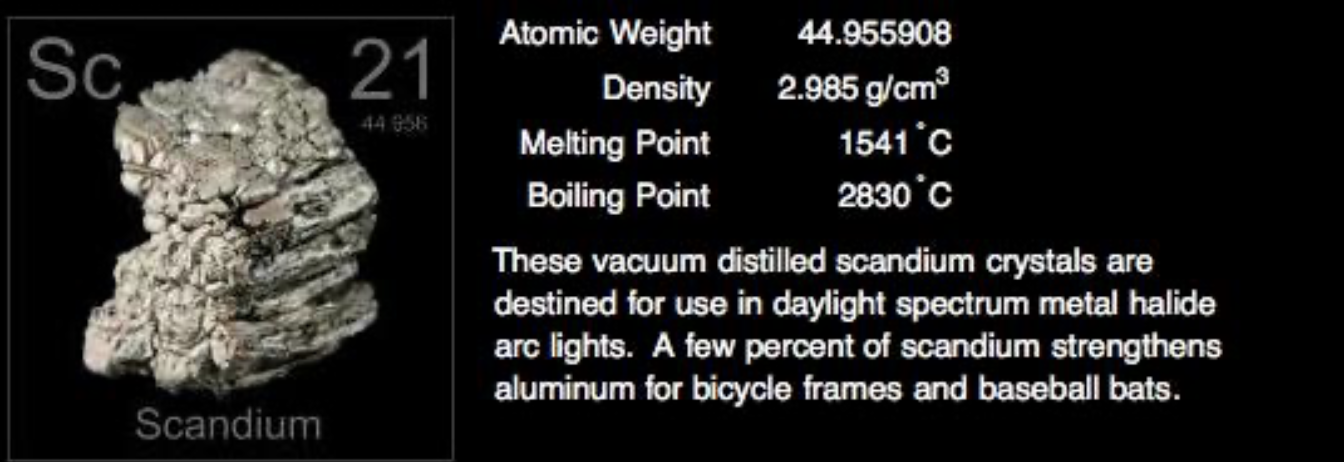 Sc 21
44.956
Scandium
Atomic Weight 44.955908
Density 2.985 g/cm³
Melting Point 1541 ˚C
Boiling Point 2830 ˚C
These vacuum distilled scandium crystals are
destined for use in daylight spectrum metal halide
arc lights.  A few percent of scandium strengthens
aluminum for bicycle frames and baseball bats.